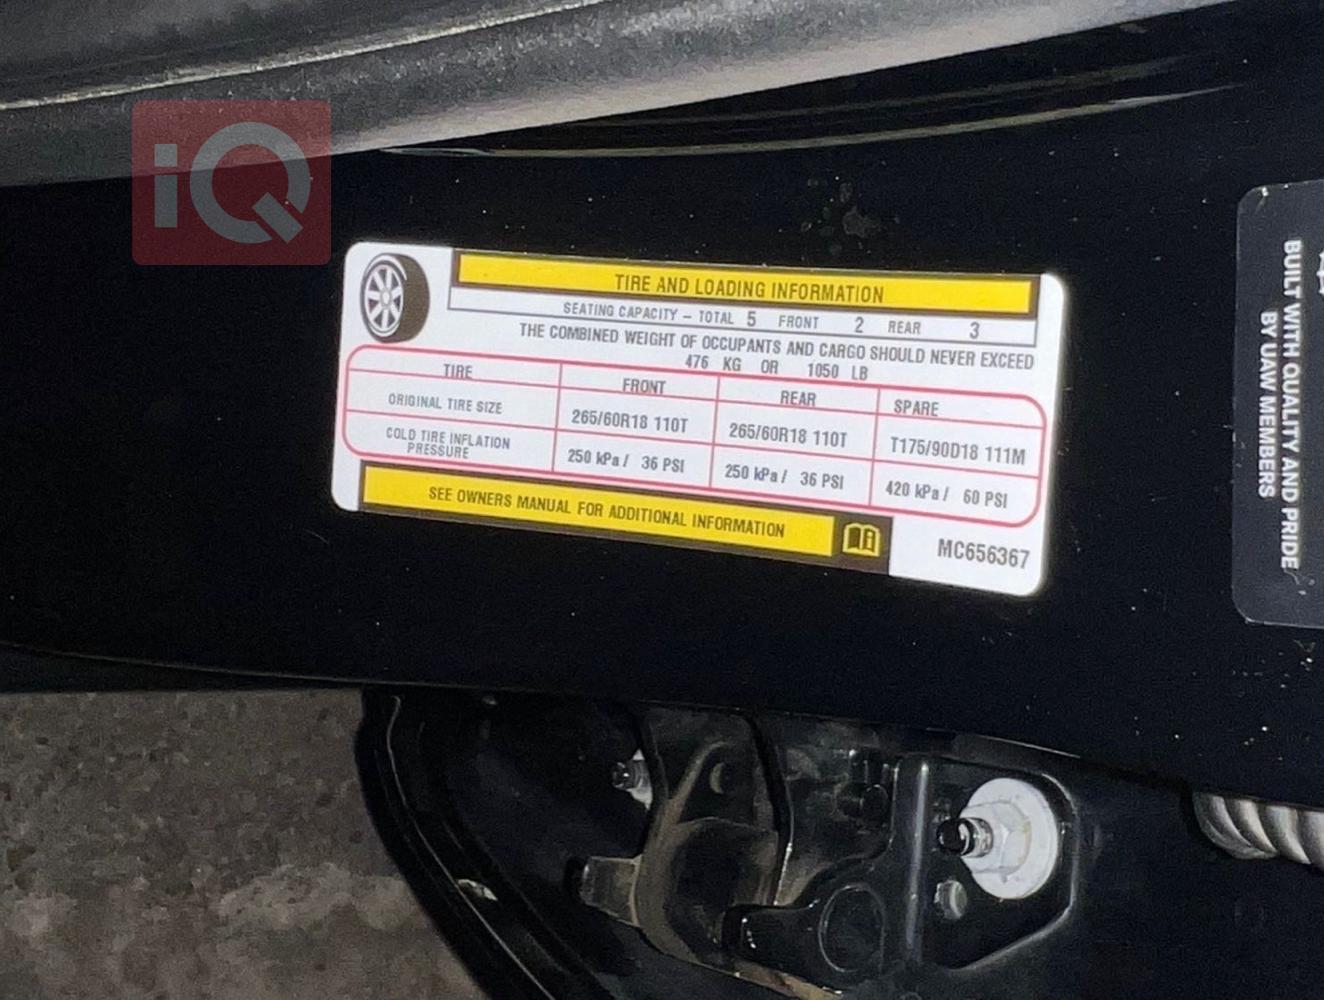 iQ
TIRE AND LOADING INFORMATION
SEATING CAPACITY – TOTAL 5 FRONT 2 REAR 3
THE COMBINED WEIGHT OF OCCUPANTS AND CARGO SHOULD NEVER EXCEED
476 KG OR 1050 LB
TIRE FRONT REAR SPARE
ORIGINAL TIRE SIZE 265/60R18 110T 265/60R18 110T T175/90D18 111M
COLD TIRE INFLATION
PRESSURE 250 kPa / 36 PSI 250 kPa / 36 PSI 420 kPa / 60 PSI
SEE OWNERS MANUAL FOR ADDITIONAL INFORMATION
MC656367
BUILT WITH QUALITY AND PRIDE
BY UAW MEMBERS